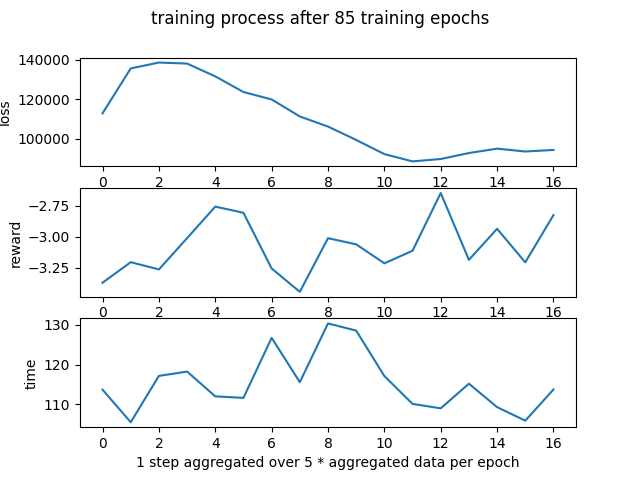 training process after 85 training epochs
140000
120000
100000
loss
0 2 4 6 8 10 12 14 16
−2.75
−3.00
−3.25
reward
0 2 4 6 8 10 12 14 16
130
120
110
time
0 2 4 6 8 10 12 14 16
1 step aggregated over 5 * aggregated data per epoch